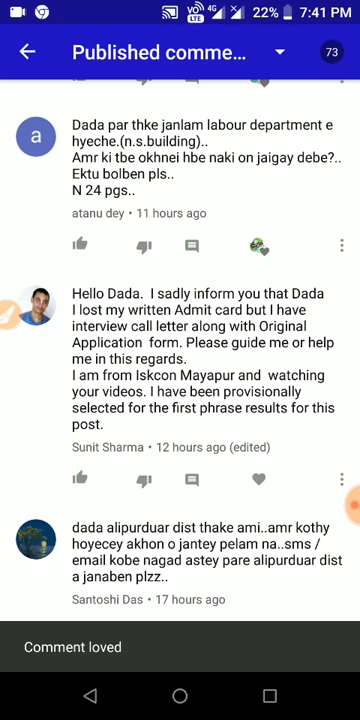 VO))
LTE
4G
22%
7:41 PM
Published comme...
73
Dada par thke janlam labour department e
hyeche.(n.s.building)..
Amr ki tbe okhnei hbe naki on jaigay debe?..
Ektu bolben pls..
N 24 pgs..
a
atanu dey • 11 hours ago
Hello Dada. I sadly inform you that Dada
I lost my written Admit card but I have
interview call letter along with Original
Application form. Please guide me or help
me in this regards.
I am from Iskcon Mayapur and watching
your videos. I have been provisionally
selected for the first phrase results for this
post.
Sunit Sharma • 12 hours ago (edited)
dada alipurduar dist thake ami..amr kothy
hoyecey akhon o jantey pelam na..sms /
email kobe nagad astey pare alipurduar dist
a janaben plzz..
Santoshi Das • 17 hours ago
Comment loved